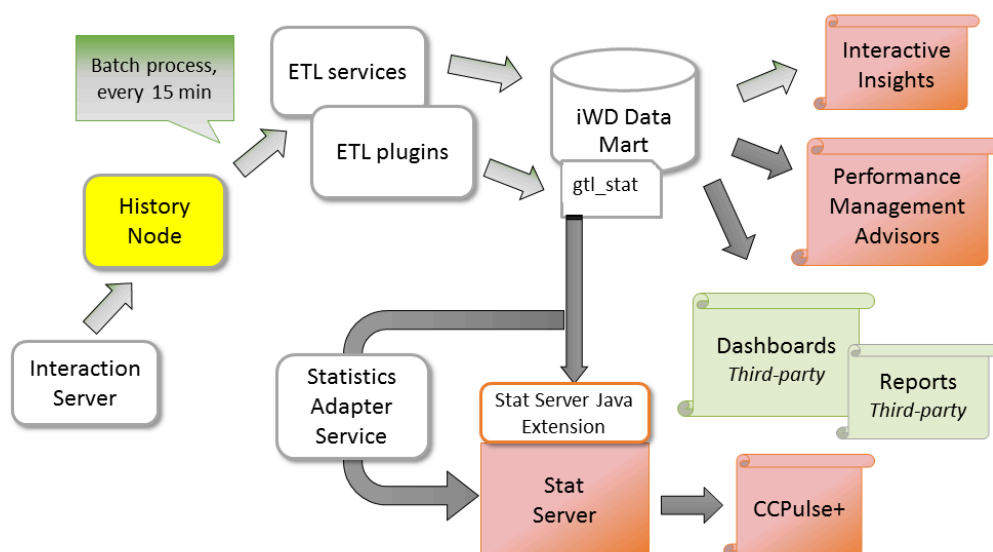 Batch process,
every 15 min
ETL services
ETL plugins
iWD Data
Mart
gtl_stat
Interactive
Insights
Performance
Management
Advisors
History
Node
Interaction
Server
Statistics
Adapter
Service
Stat Server Java
Extension
Stat
Server
Dashboards
Third-party
Reports
Third-party
CCPulse+